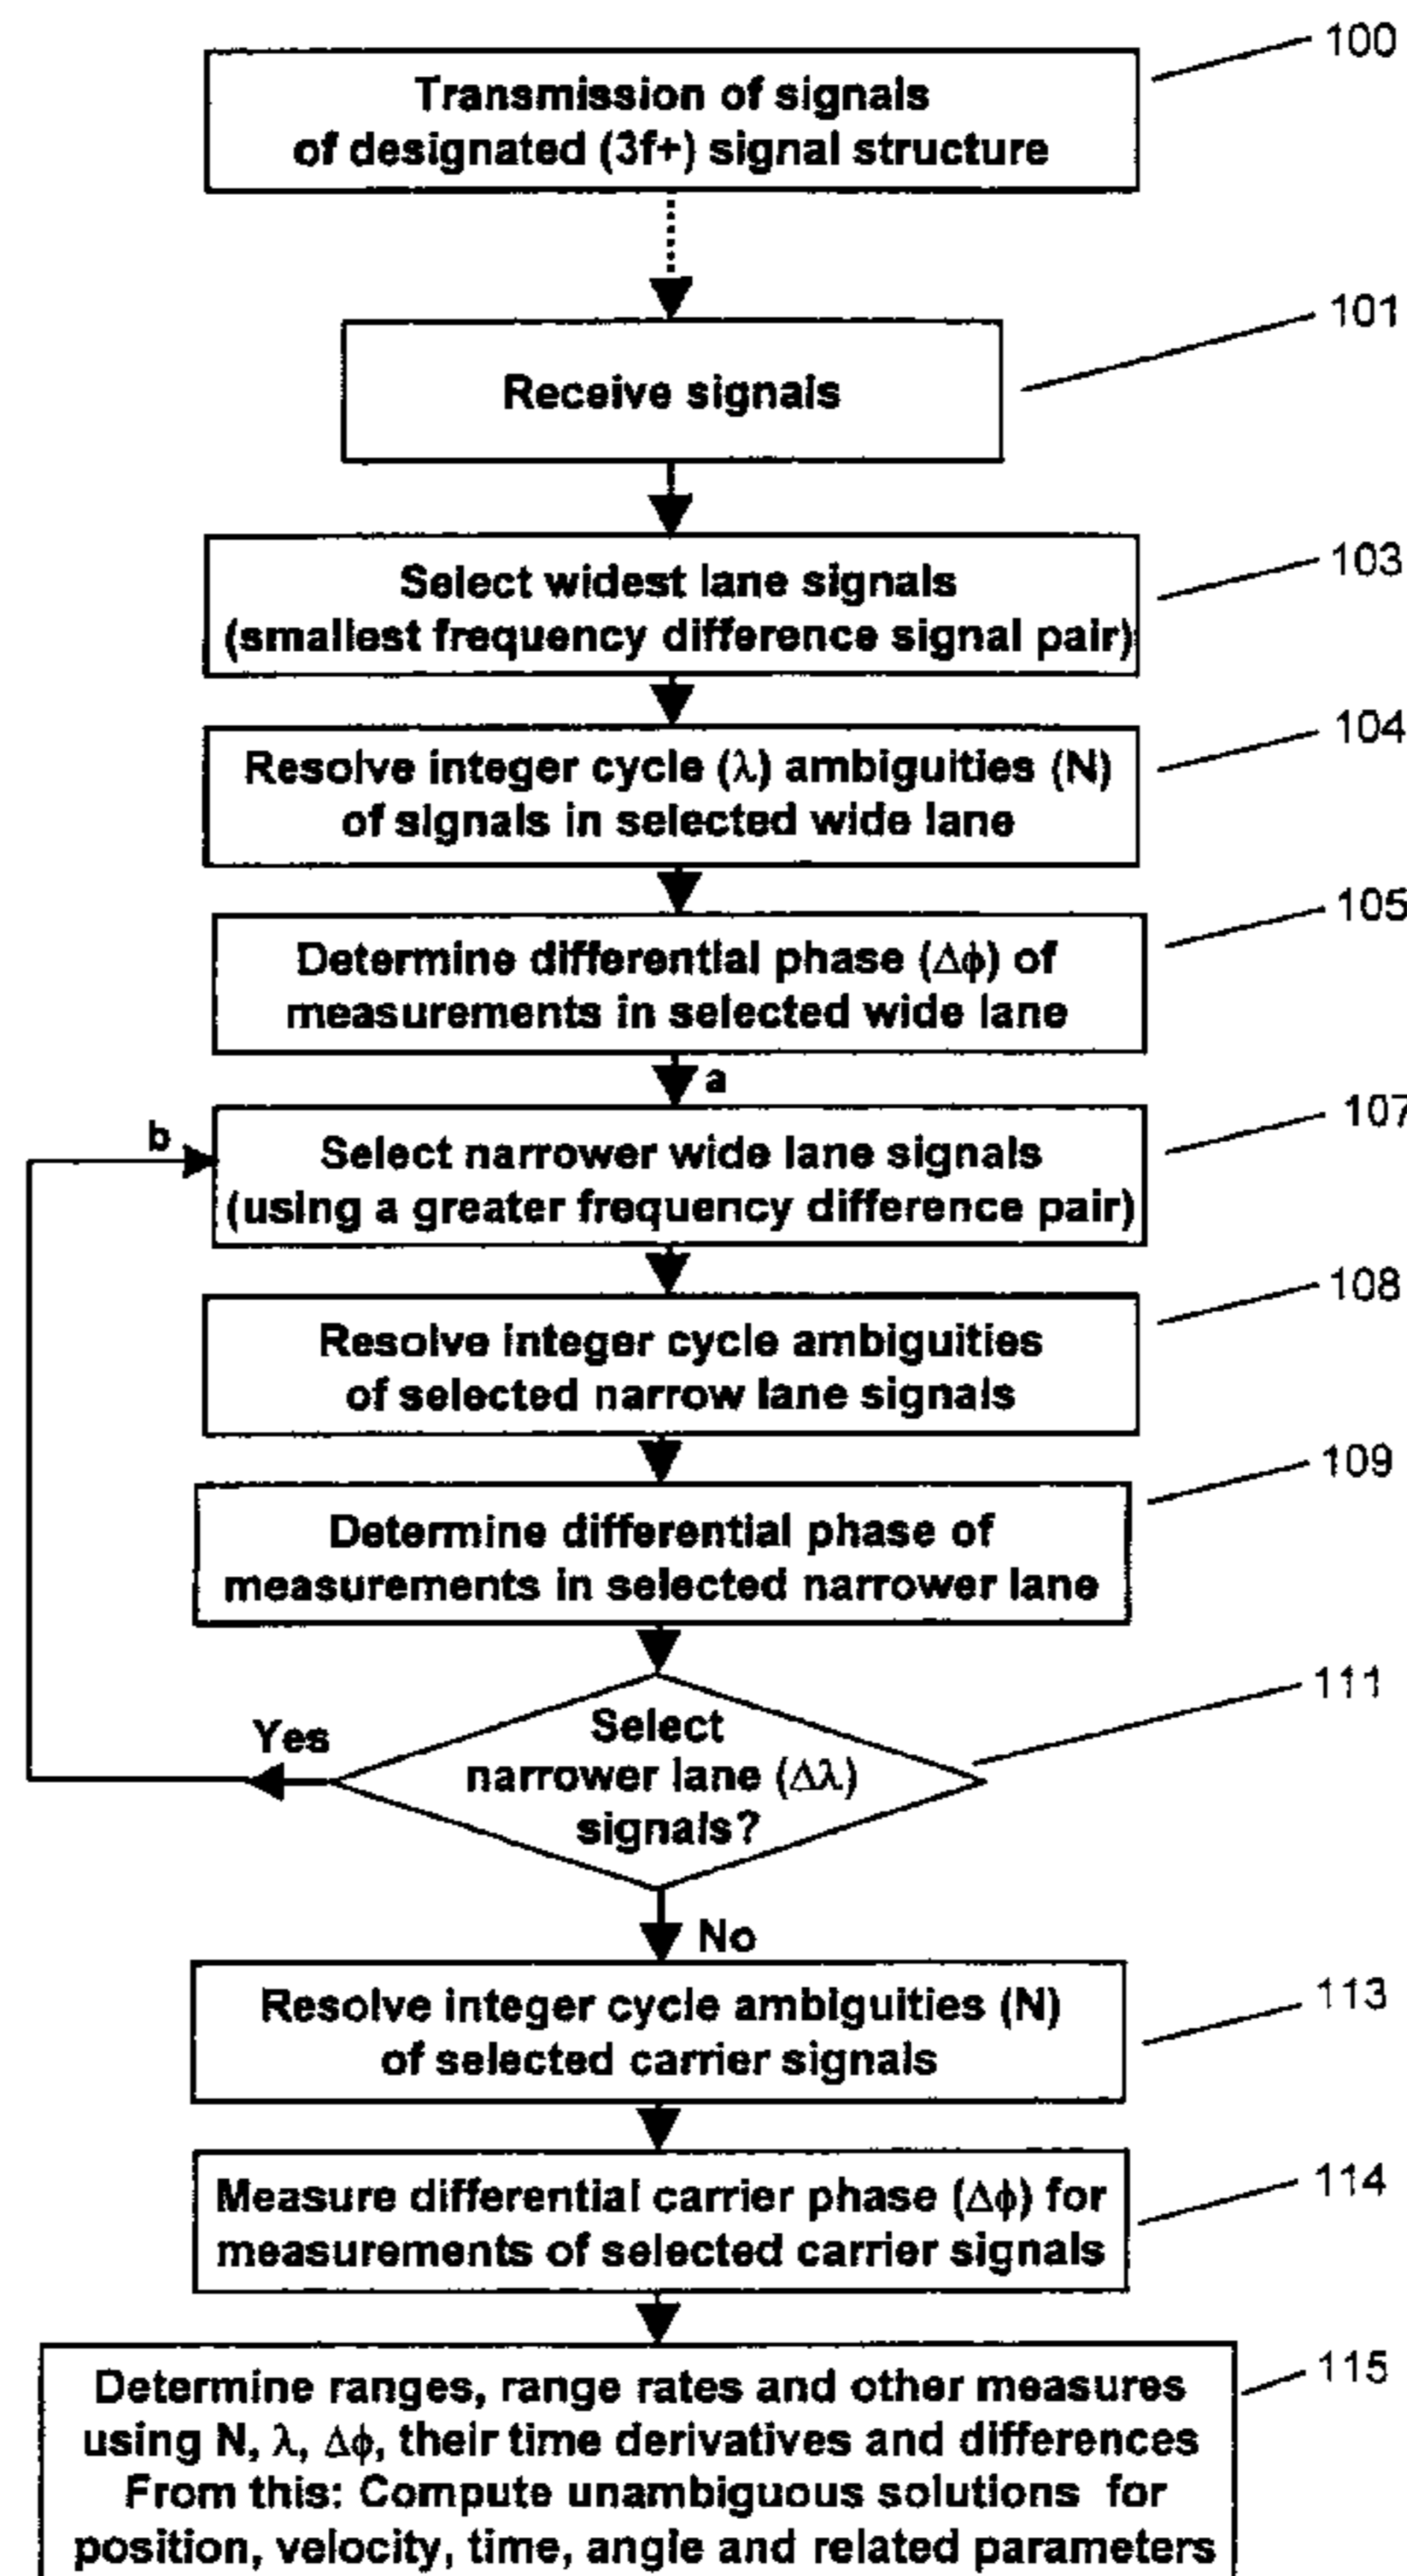 100
Transmission of signals
of designated (3f+) signal structure
101
Receive signals
103
Select widest lane signals
(smallest frequency difference signal pair)
104
Resolve integer cycle (λ) ambiguities (N)
of signals in selected wide lane
105
Determine differential phase (Δϕ) of
measurements in selected wide lane
a
107
b
Select narrower wide lane signals
(using a greater frequency difference pair)
108
Resolve integer cycle ambiguities
of selected narrow lane signals
109
Determine differential phase of
measurements in selected narrower lane
111
Yes
Select
narrower lane (Δλ)
signals?
No
113
Resolve integer cycle ambiguities (N)
of selected carrier signals
114
Measure differential carrier phase (Δϕ) for
measurements of selected carrier signals
115
Determine ranges, range rates and other measures
using N, λ, Δϕ, their time derivatives and differences
From this: Compute unambiguous solutions for
position, velocity, time, angle and related parameters